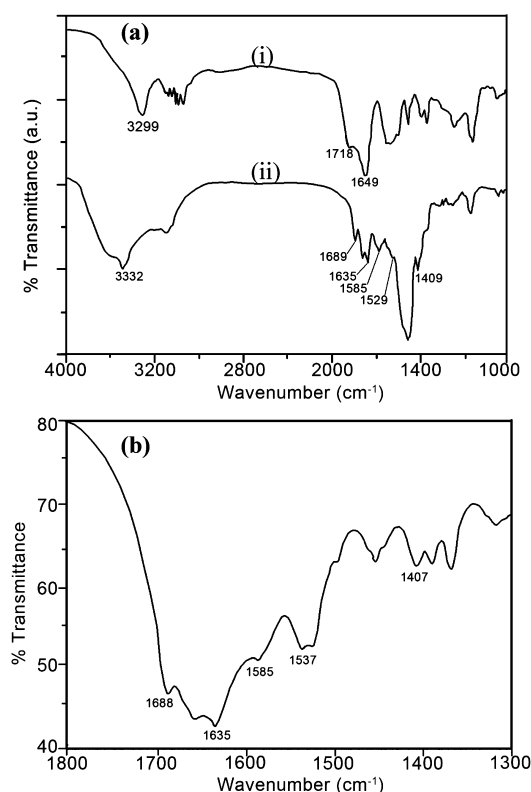 (a)
(i)
3299
1718
1649
(ii)
3332
1689
1635
1585
1529
1409
% Transmittance (a.u.)
4000 3200 2800 2000 1400 1000
Wavenumber (cm⁻¹)
(b)
80
70
60
50
40
% Transmittance
1688
1635
1585
1537
1407
1800 1700 1600 1500 1400 1300
Wavenumber (cm⁻¹)